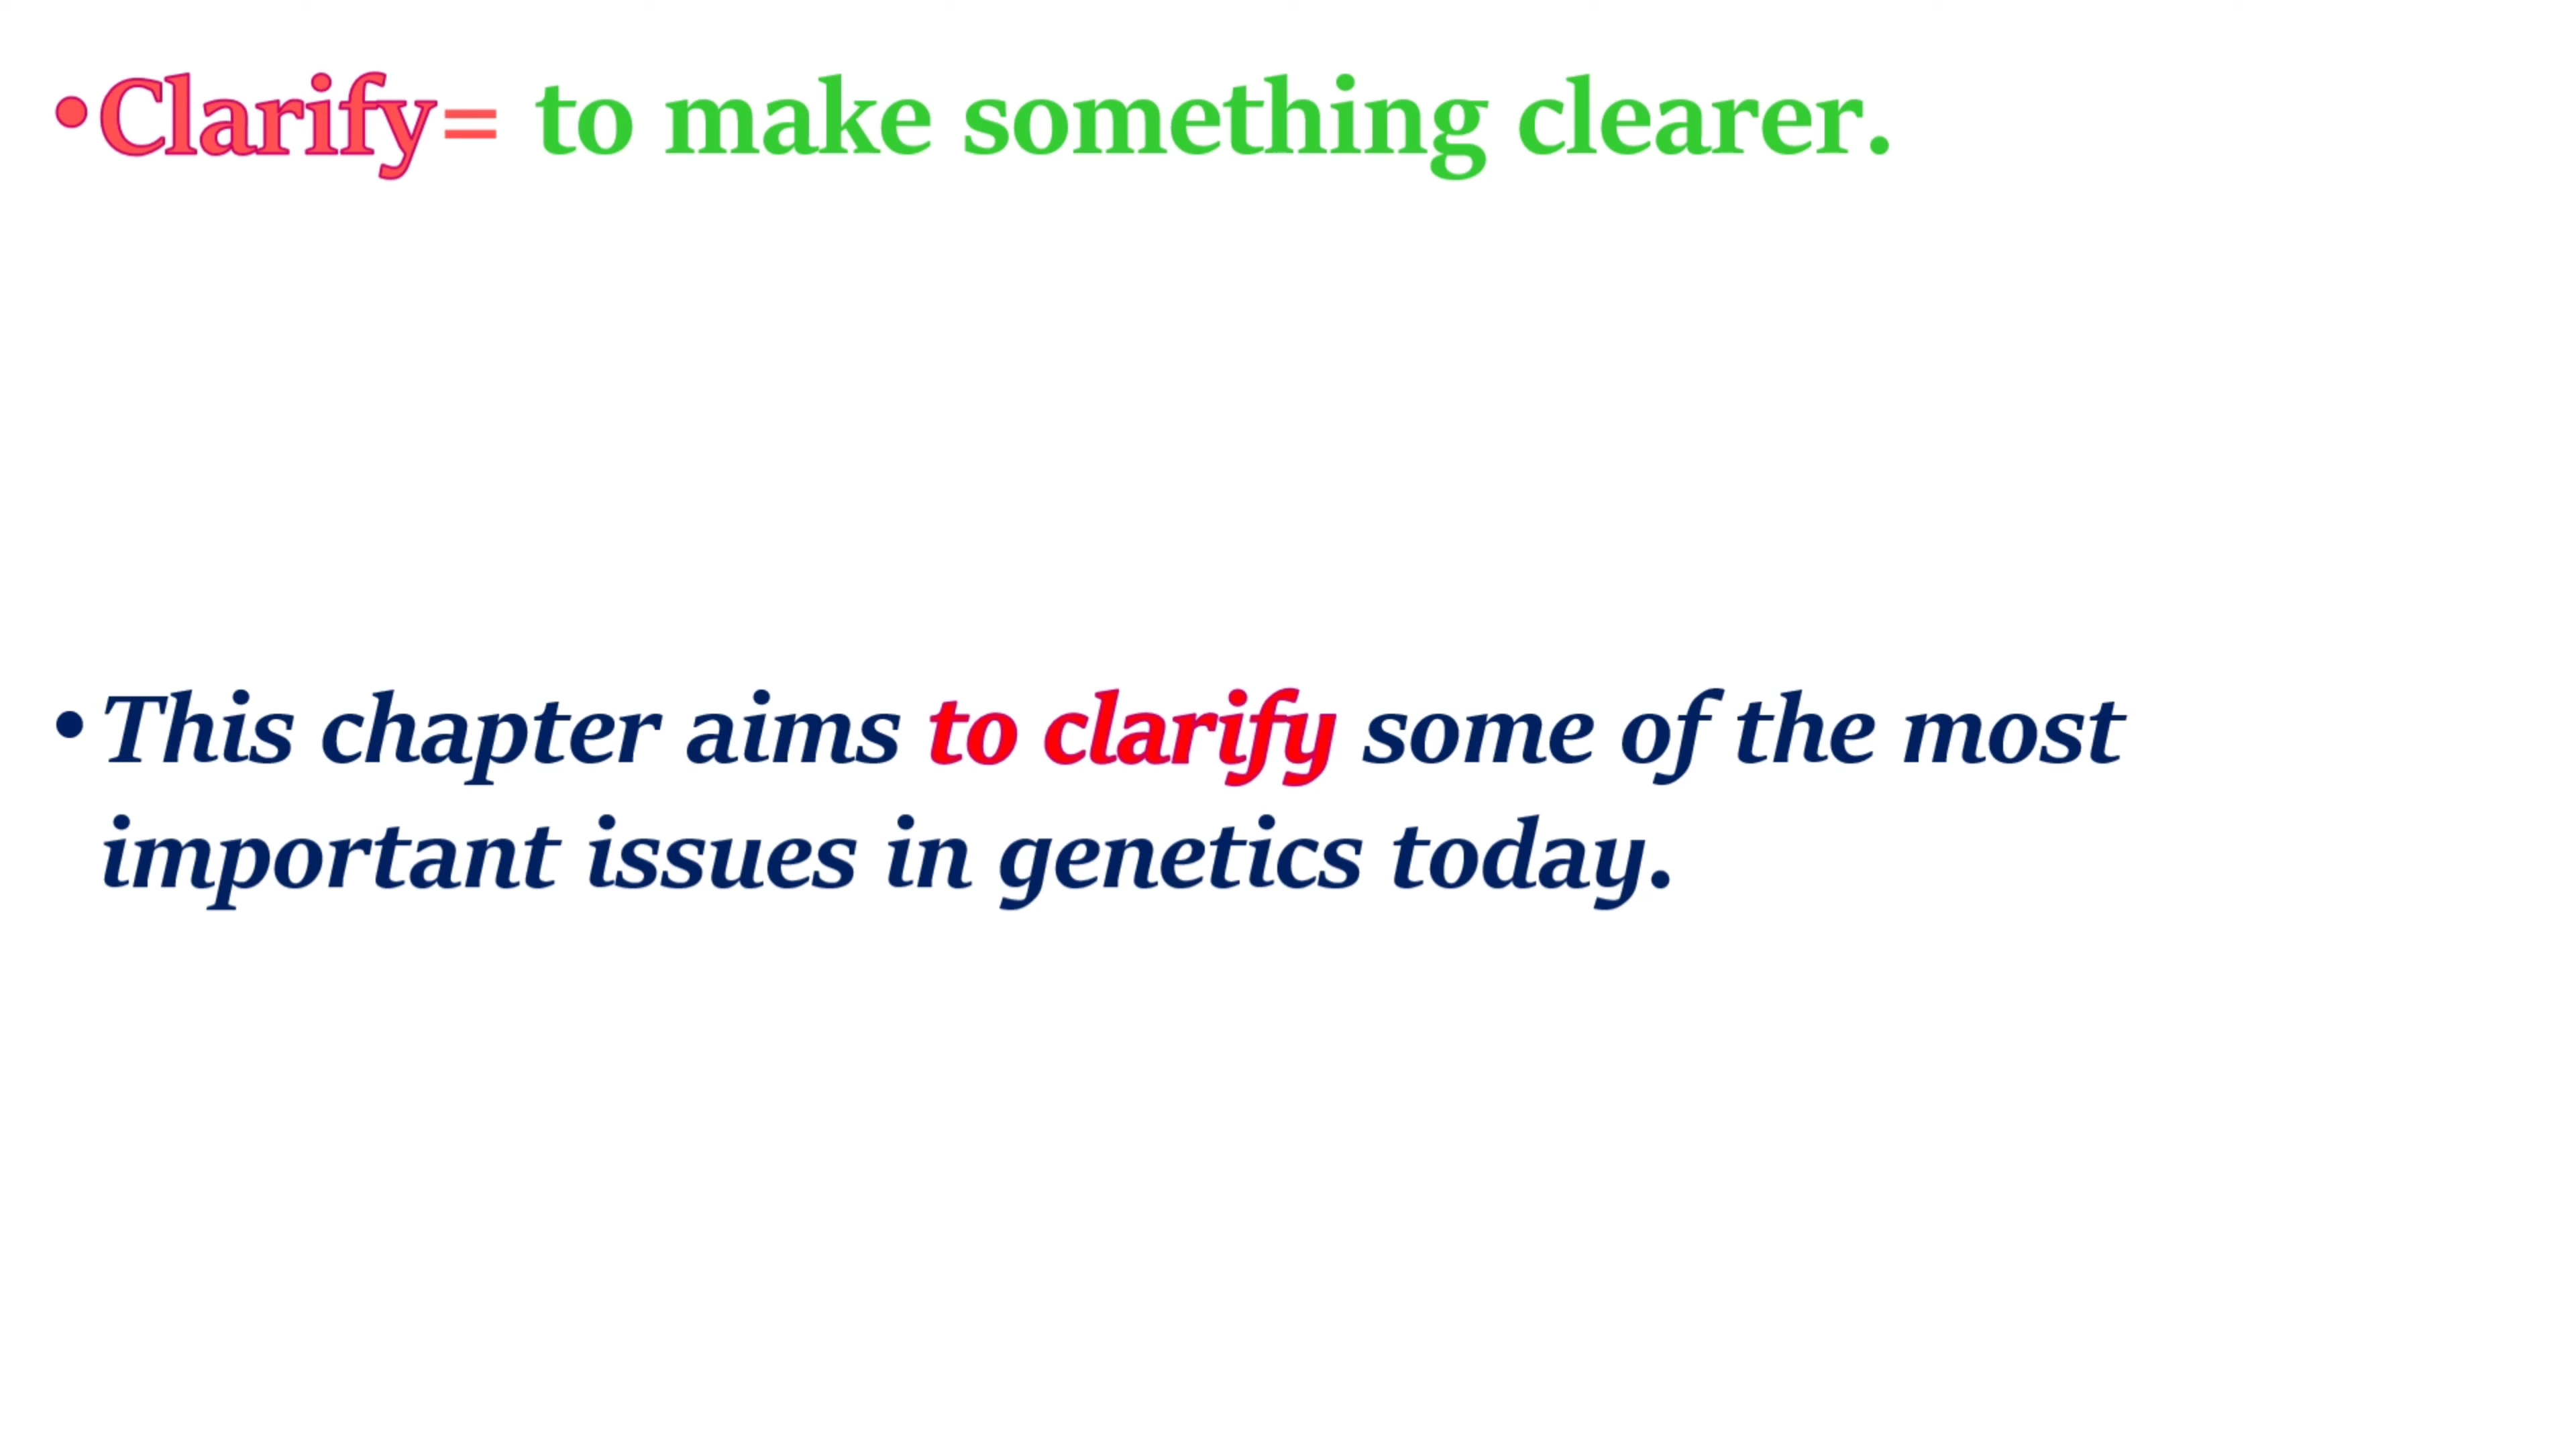 •Clarify= to make something clearer.
• This chapter aims to clarify some of the most
important issues in genetics today.